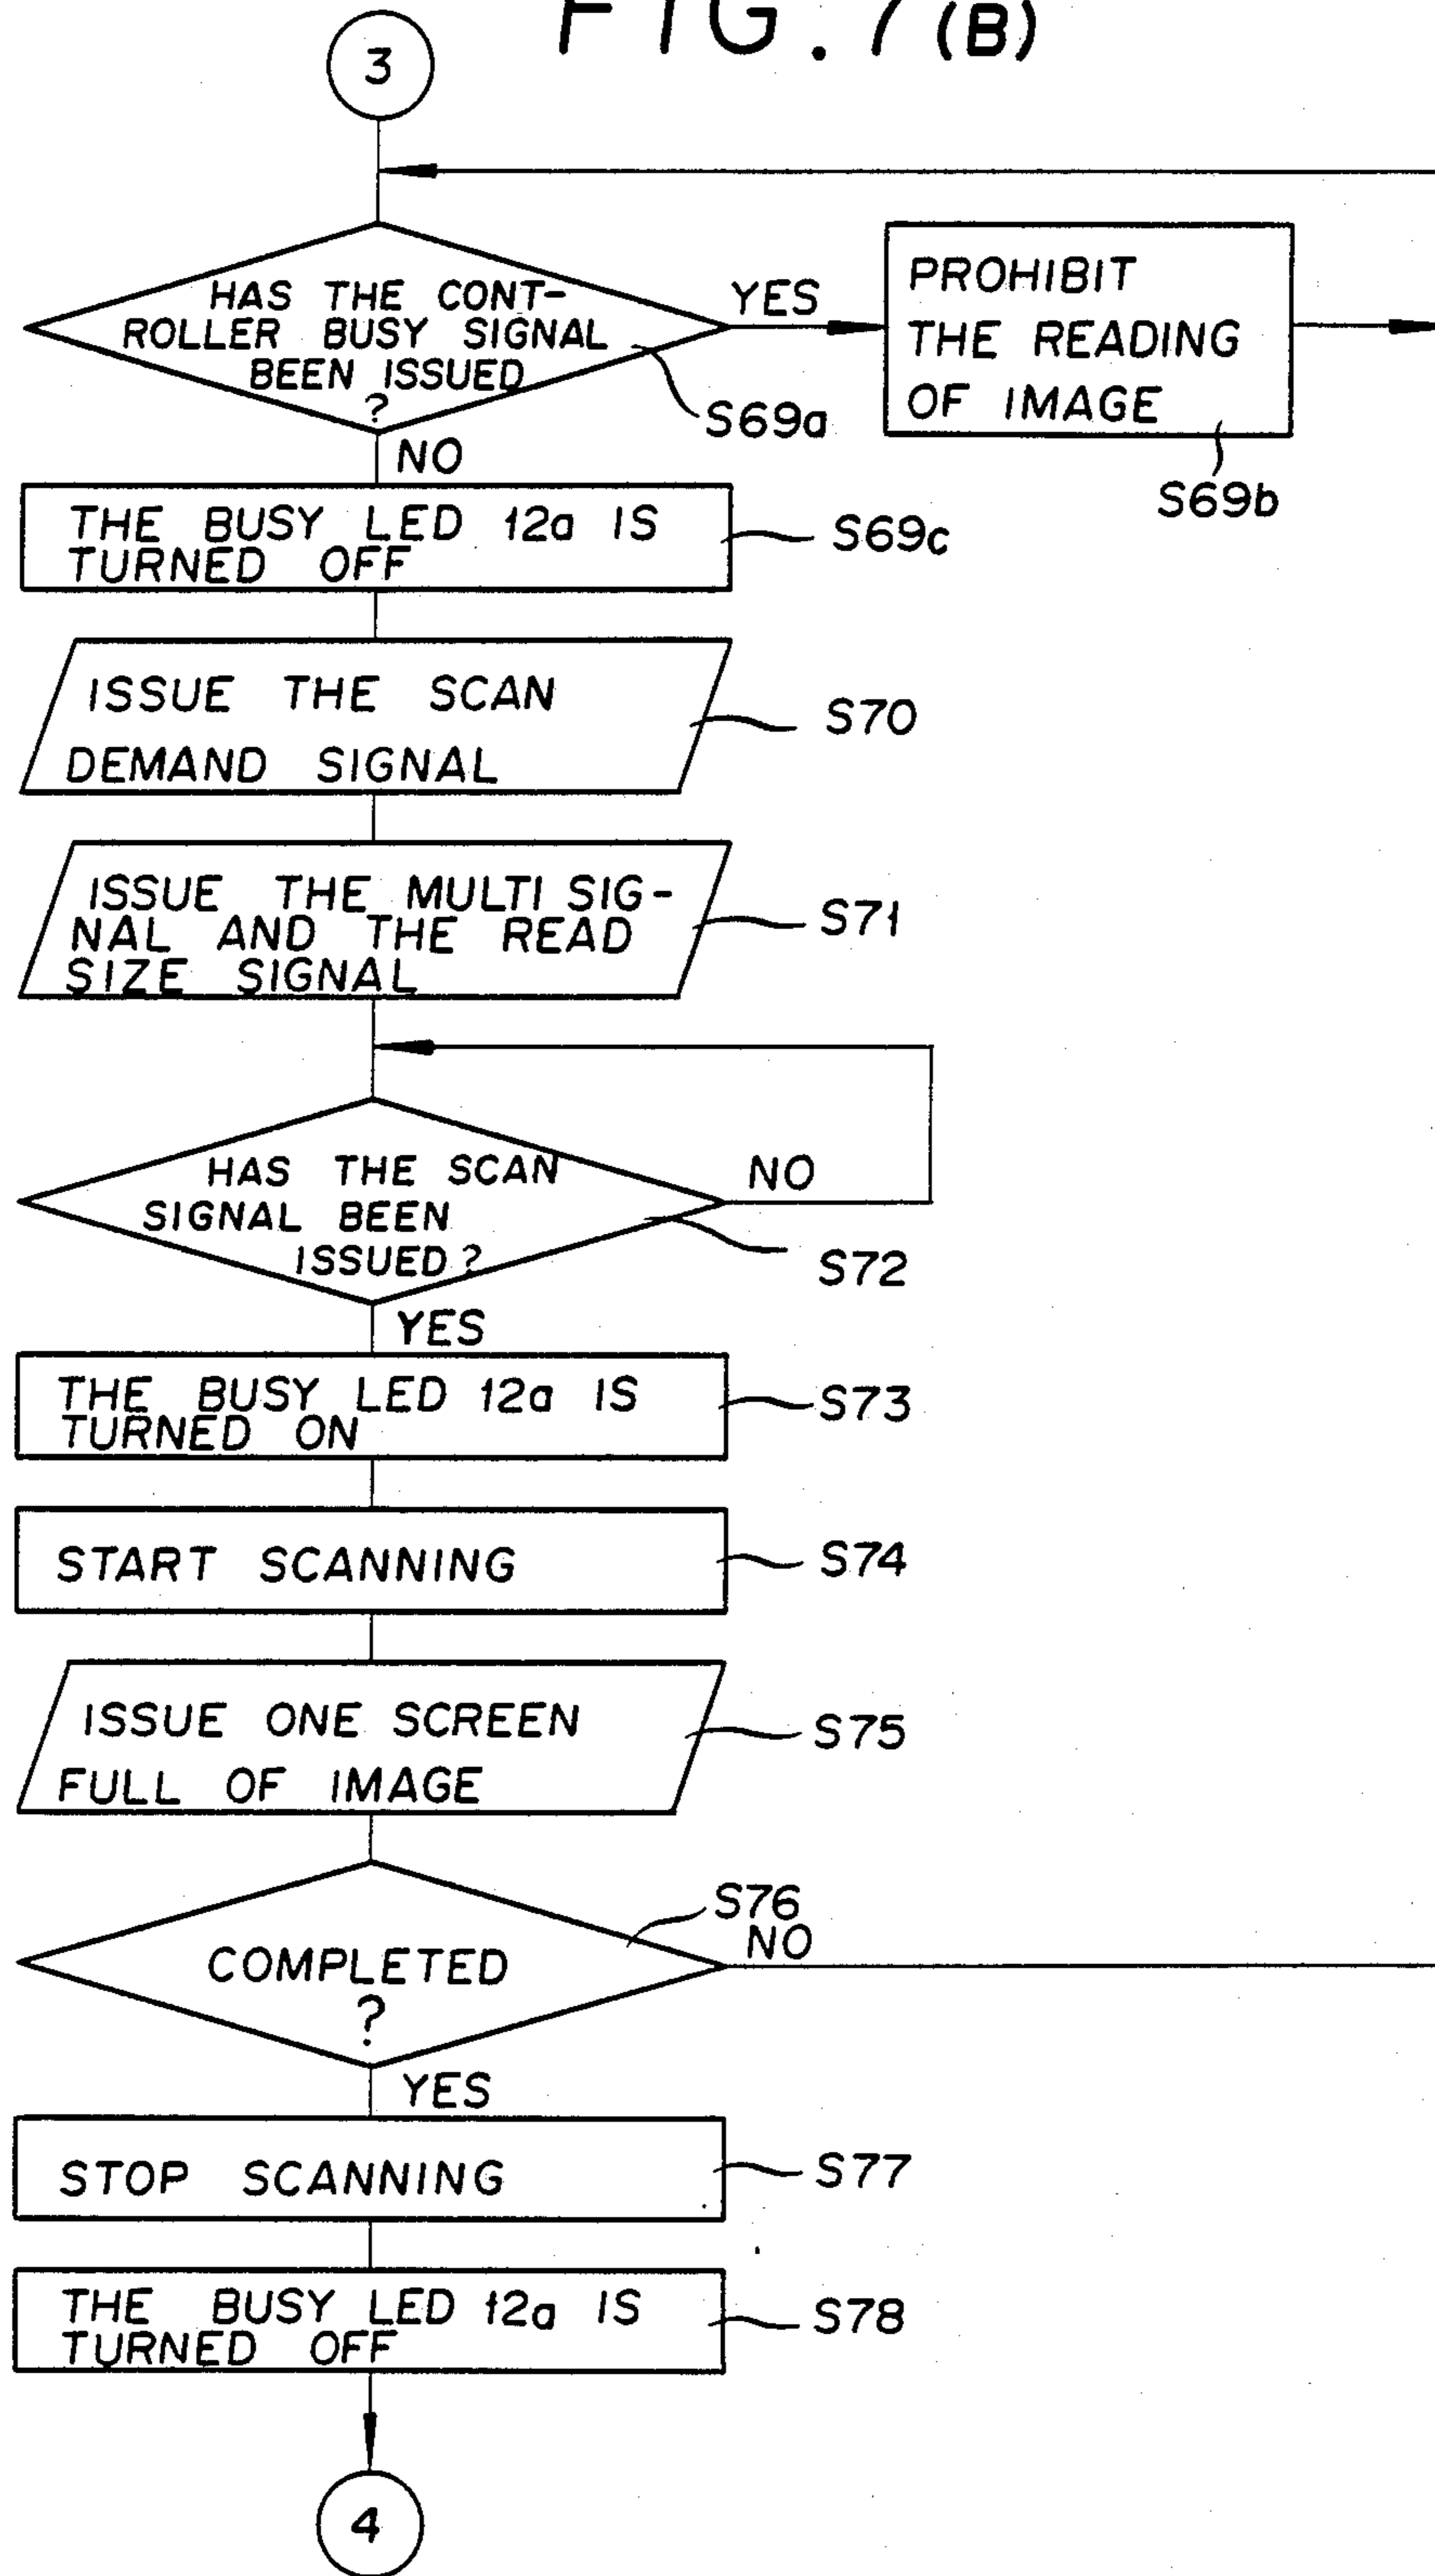 FIG. 7 (B)
3
HAS THE CONT-
ROLLER BUSY SIGNAL
BEEN ISSUED
?
YES
S69a
PROHIBIT
THE READING
OF IMAGE
S69b
NO
THE BUSY LED 12a IS
TURNED OFF
S69c
ISSUE THE SCAN
DEMAND SIGNAL
S70
ISSUE THE MULTI SIG-
NAL AND THE READ
SIZE SIGNAL
S71
HAS THE SCAN
SIGNAL BEEN
ISSUED?
NO
S72
YES
THE BUSY LED 12a IS
TURNED ON
S73
START SCANNING
S74
ISSUE ONE SCREEN
FULL OF IMAGE
S75
COMPLETED
?
S76
NO
YES
STOP SCANNING
S77
THE BUSY LED 12a IS
TURNED OFF
S78
4